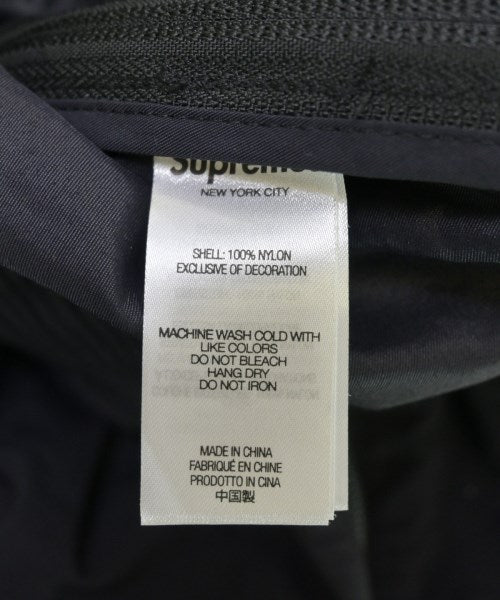 Supreme
NEW YORK CITY
SHELL: 100% NYLON
EXCLUSIVE OF DECORATION
MACHINE WASH COLD WITH
LIKE COLORS
DO NOT BLEACH
HANG DRY
DO NOT IRON
MADE IN CHINA
FABRIQUÉ EN CHINE
PRODOTTO IN CINA
中国製